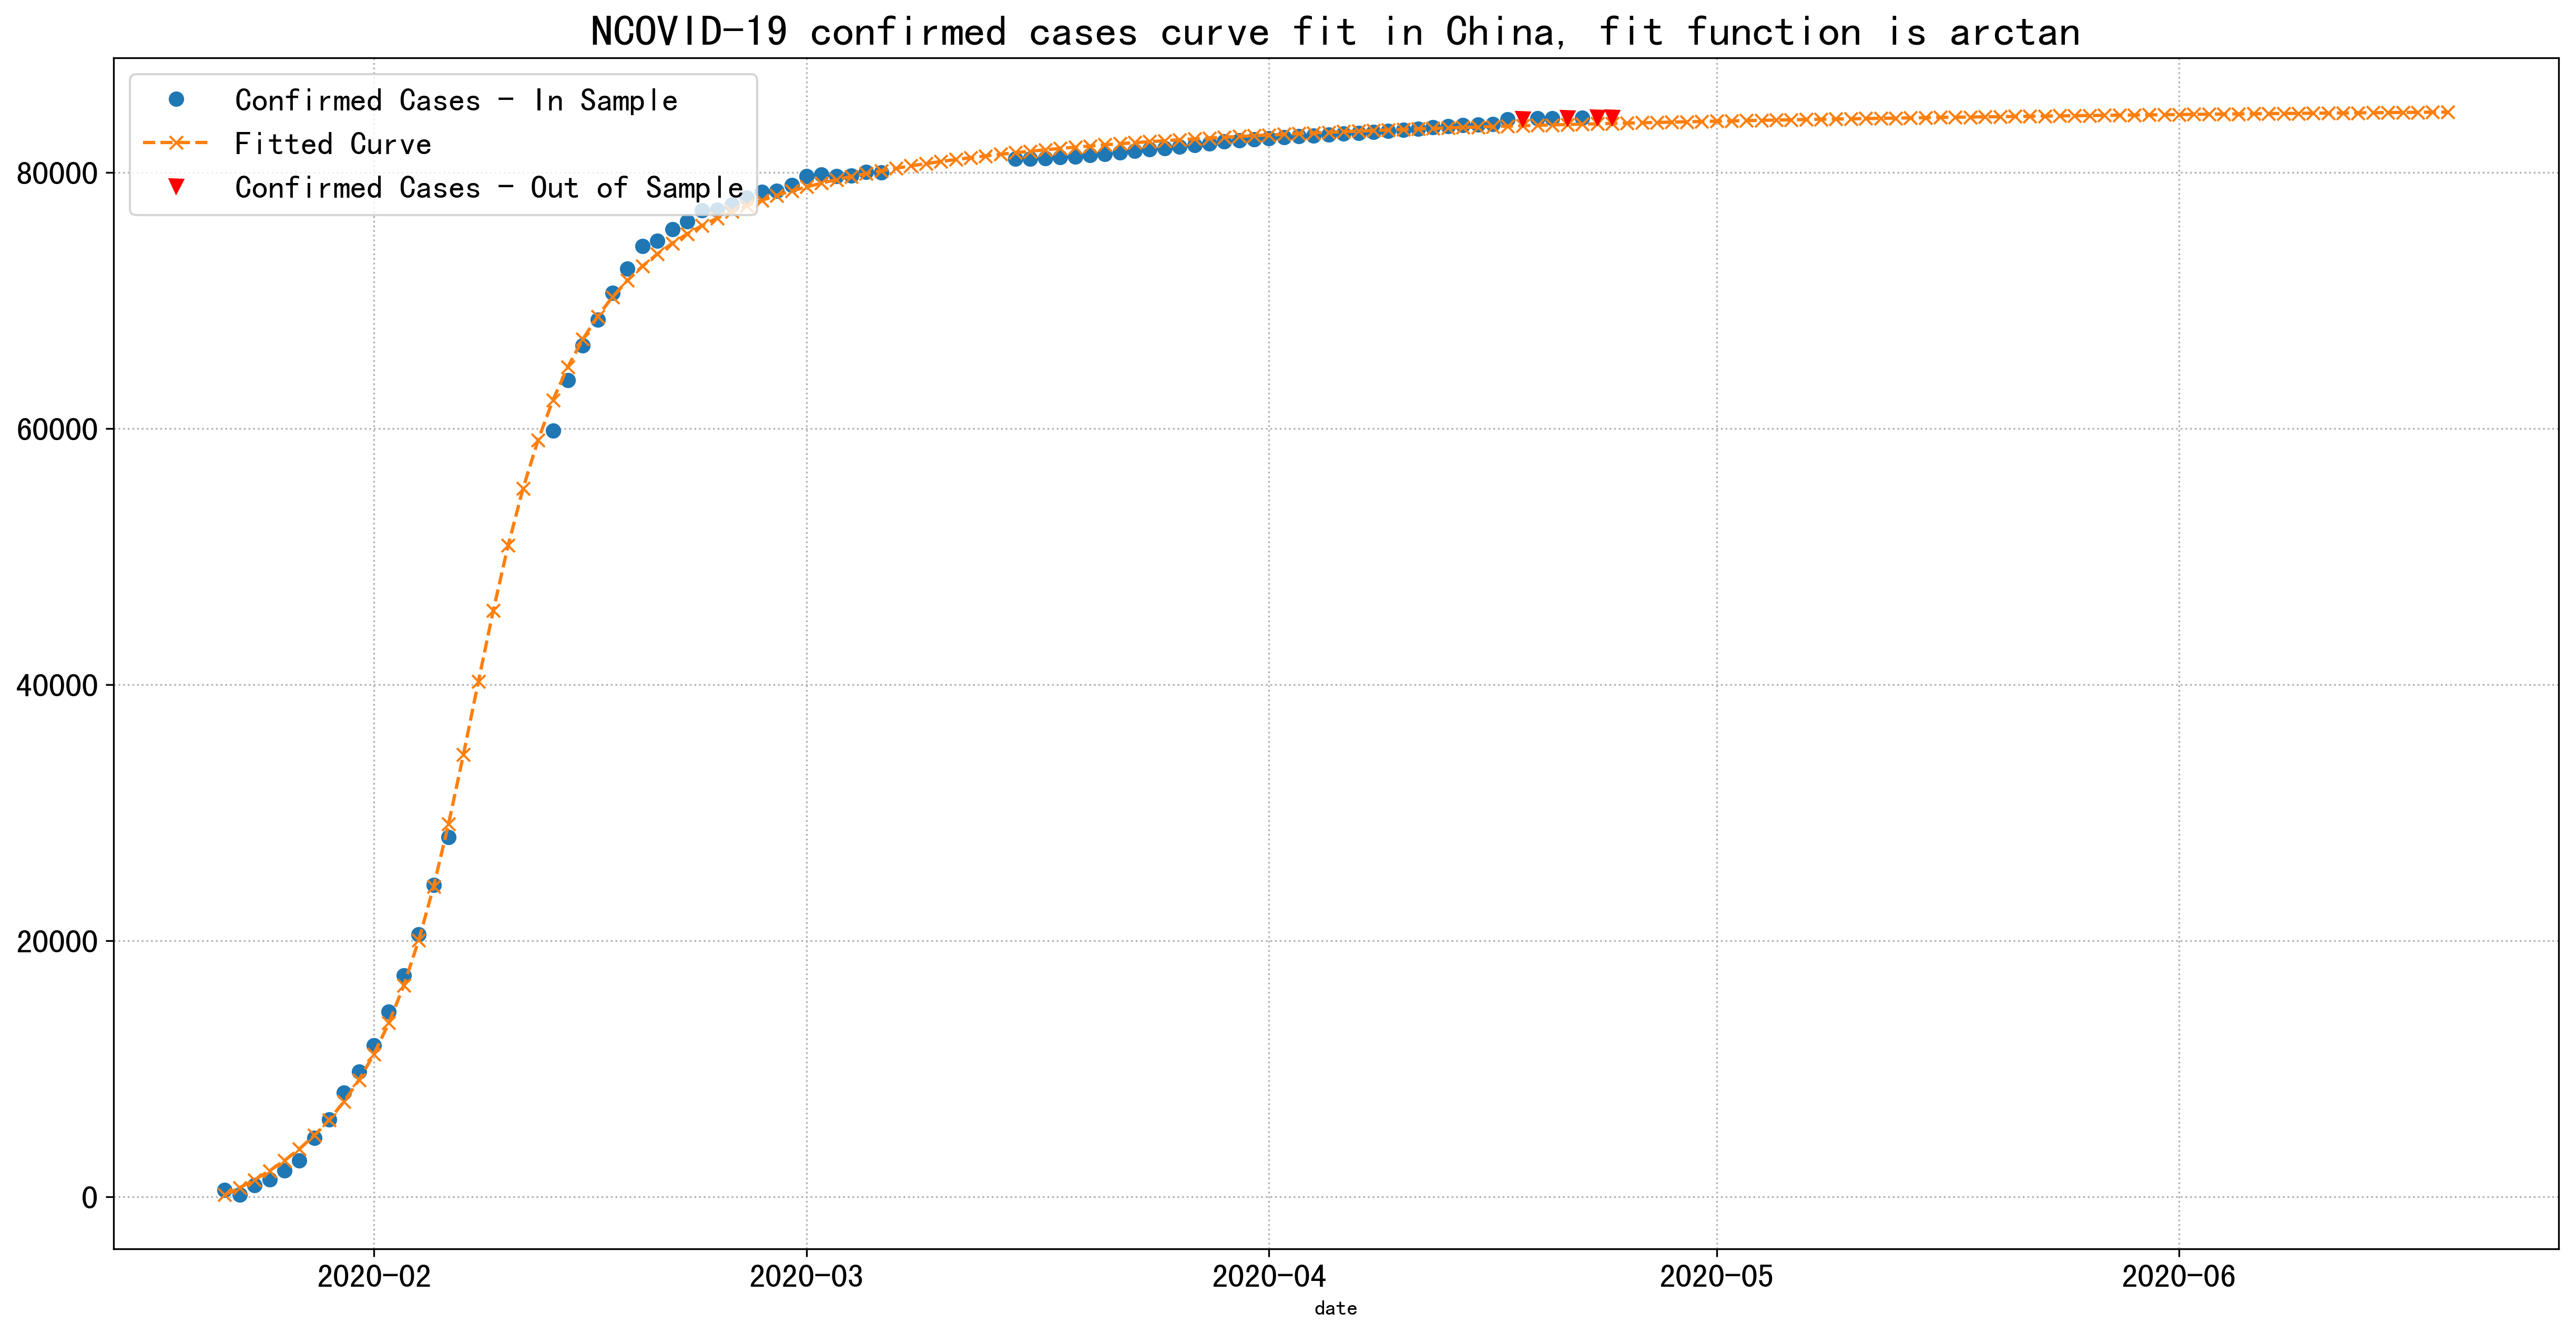 NCOVID-19 confirmed cases curve fit in China, fit function is arctan
Confirmed Cases - In Sample
Fitted Curve
Confirmed Cases - Out of Sample
80000
60000
40000
20000
0
2020-02 2020-03 2020-04 2020-05 2020-06
date